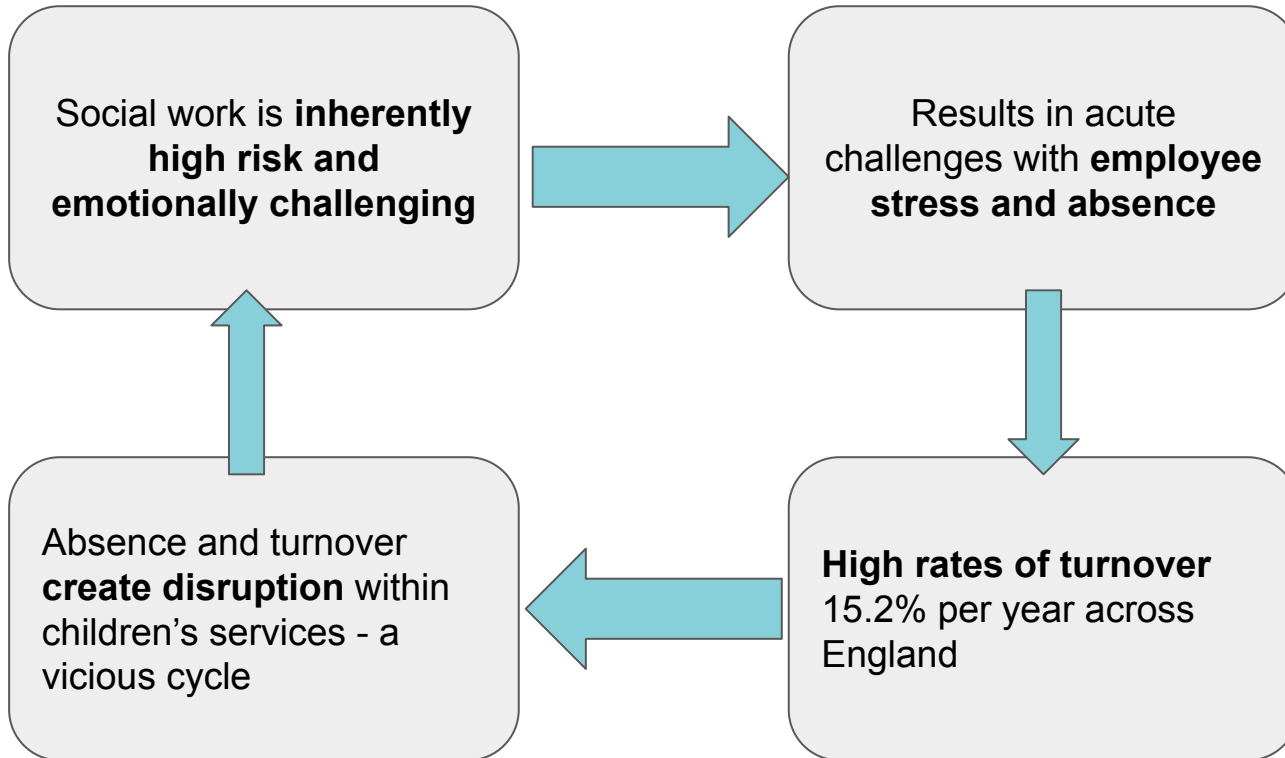 Social work is inherently
high risk and
emotionally challenging
Results in acute
challenges with employee
stress and absence
High rates of turnover
15.2% per year across
England
Absence and turnover
create disruption within
children’s services - a
vicious cycle